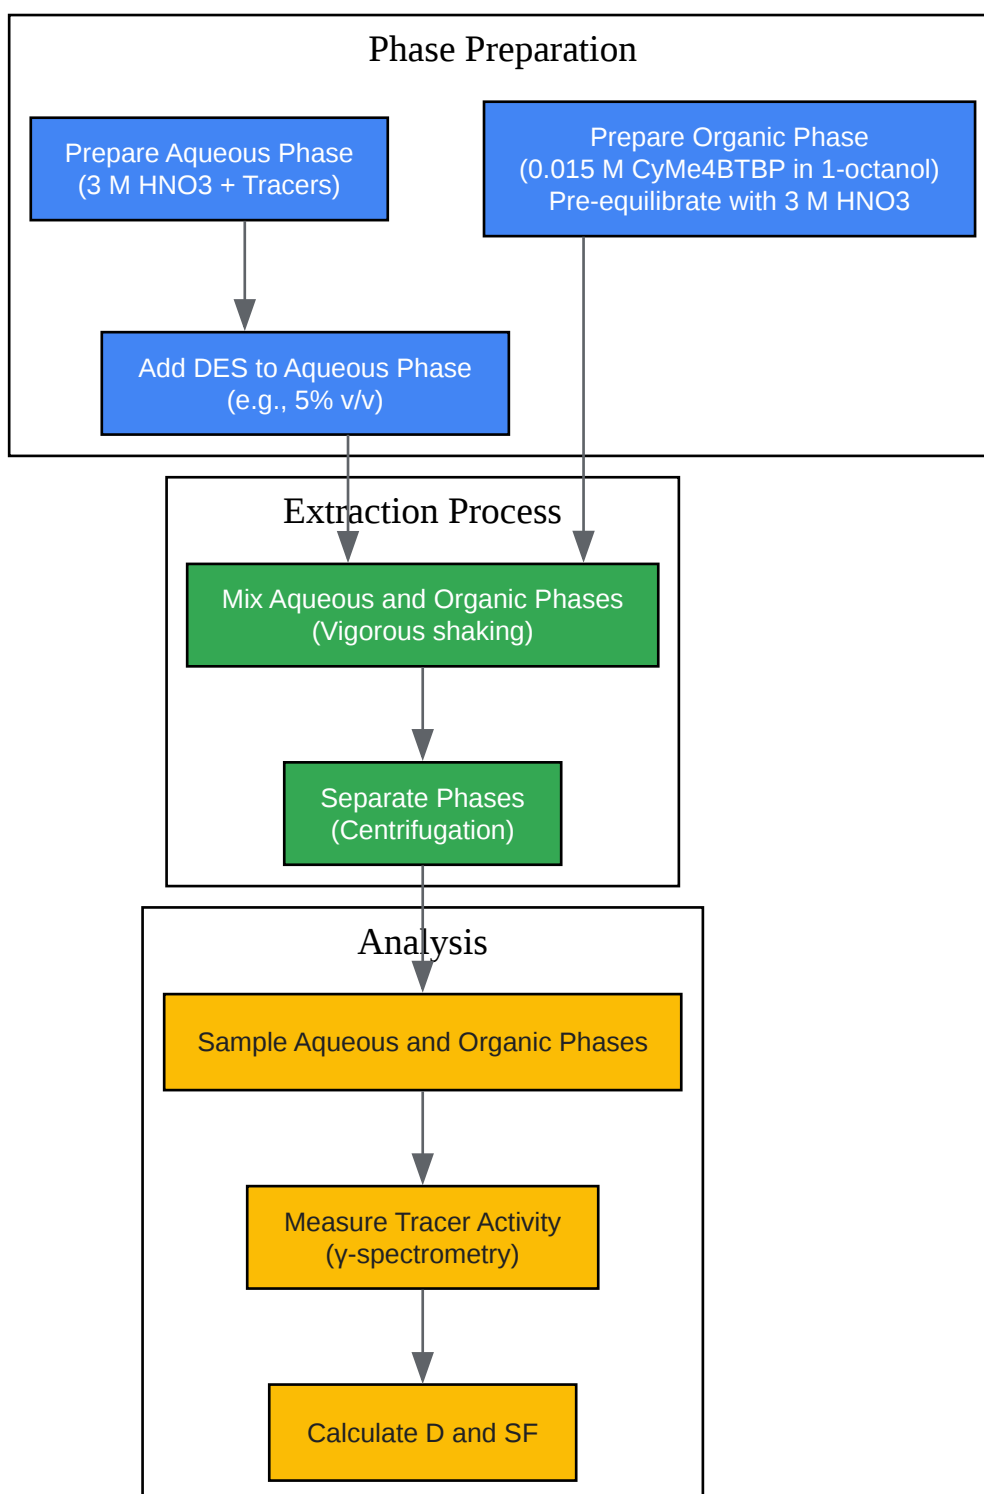 Phase Preparation
Prepare Aqueous Phase
(3 M HNO3 + Tracers)
Prepare Organic Phase
(0.015 M CyMe4BTBP in 1-octanol)
Pre-equilibrate with 3 M HNO3
Add DES to Aqueous Phase
(e.g., 5% v/v)
Extraction Process
Mix Aqueous and Organic Phases
(Vigorous shaking)
Separate Phases
(Centrifugation)
Analysis
Sample Aqueous and Organic Phases
Measure Tracer Activity
(γ-spectrometry)
Calculate D and SF